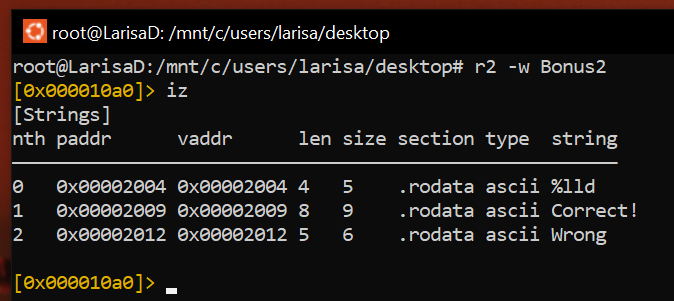 root@LarisaD: /mnt/c/users/larisa/desktop
root@LarisaD:/mnt/c/users/larisa/desktop# r2 -w Bonus2
[0x000010a0]> iz
[Strings]
nth paddr      vaddr      len size section type  string
0   0x00002004 0x00002004 4   5    .rodata ascii %lld
1   0x00002009 0x00002009 8   9    .rodata ascii Correct!
2   0x00002012 0x00002012 5   6    .rodata ascii Wrong
[0x000010a0]>